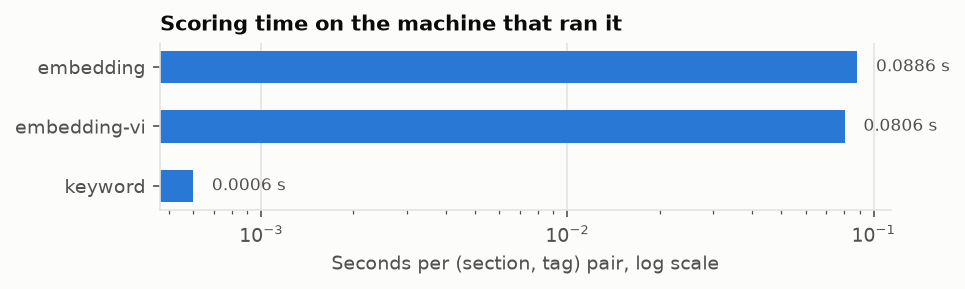 Scoring time on the machine that ran it
embedding
0.0886 s
embedding-vi
0.0806 s
keyword
0.0006 s
10⁻³
10⁻²
10⁻¹
Seconds per (section, tag) pair, log scale